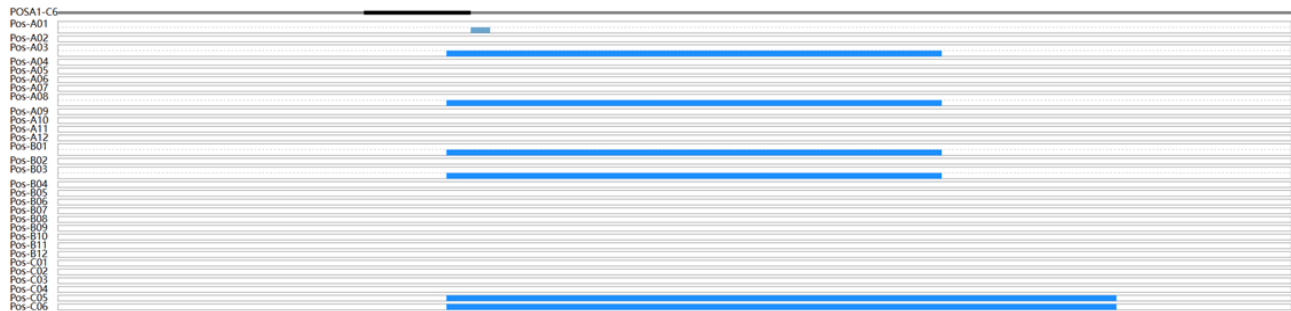 POSA1-C6
Pos-A01
Pos-A02
Pos-A03
Pos-A04
Pos-A05
Pos-A06
Pos-A07
Pos-A08
Pos-A09
Pos-A10
Pos-A11
Pos-A12
Pos-B01
Pos-B02
Pos-B03
Pos-B04
Pos-B05
Pos-B06
Pos-B07
Pos-B08
Pos-B09
Pos-B10
Pos-B11
Pos-B12
Pos-C01
Pos-C02
Pos-C03
Pos-C04
Pos-C05
Pos-C06